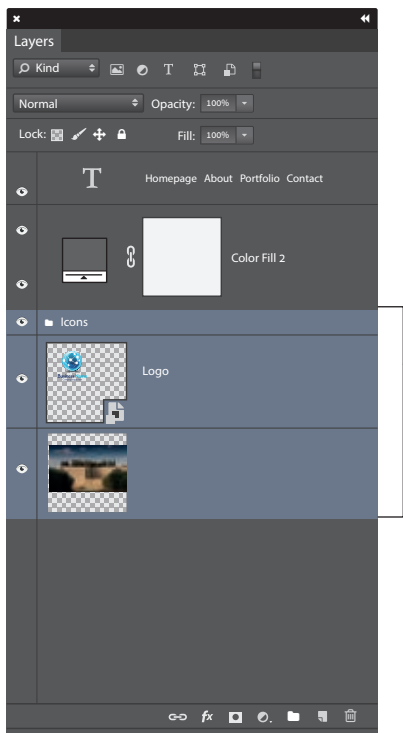 Layers
Kind
Normal Opacity: 100%
Lock: Fill: 100%
T Homepage About Portfolio Contact
Color Fill 2
Icons
Logo
fx